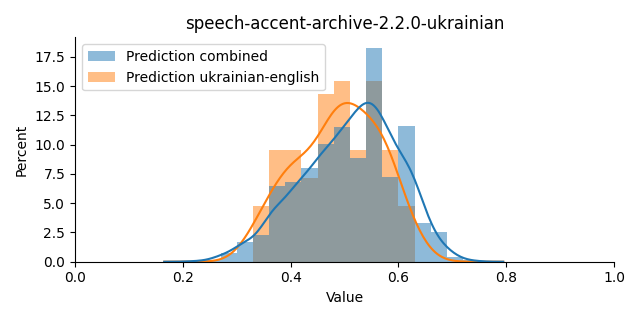 speech-accent-archive-2.2.0-ukrainian
Prediction combined
Prediction ukrainian-english
Percent
17.5
15.0
12.5
10.0
7.5
5.0
2.5
0.0
0.0 0.2 0.4 0.6 0.8 1.0
Value